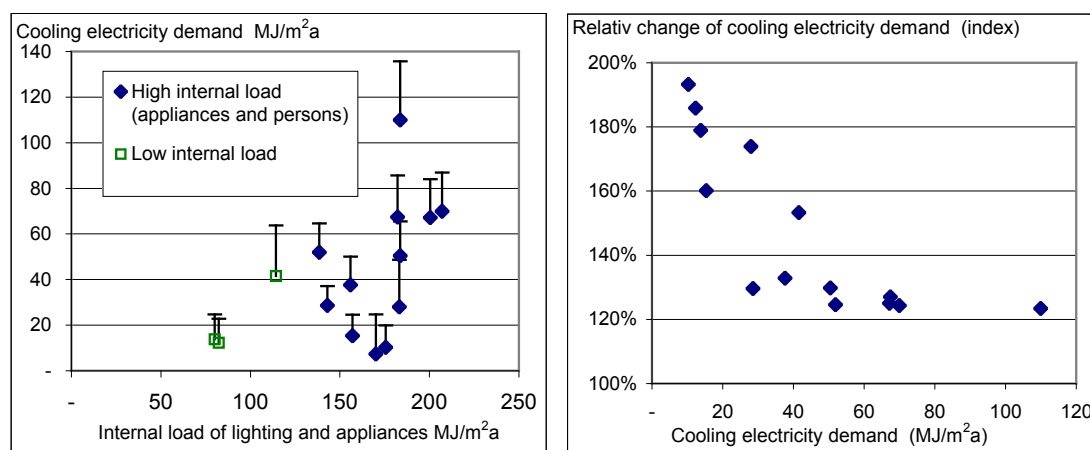 Cooling electricity demand MJ/m²a
140
120
100
80
60
40
20
-
High internal load
(appliances and persons)
Low internal load
- 50 100 150 200 250
Internal load of lighting and appliances MJ/m²a
Relativ change of cooling electricity demand (index)
200%
180%
160%
140%
120%
100%
- 20 40 60 80 100 120
Cooling electricity demand (MJ/m²a)